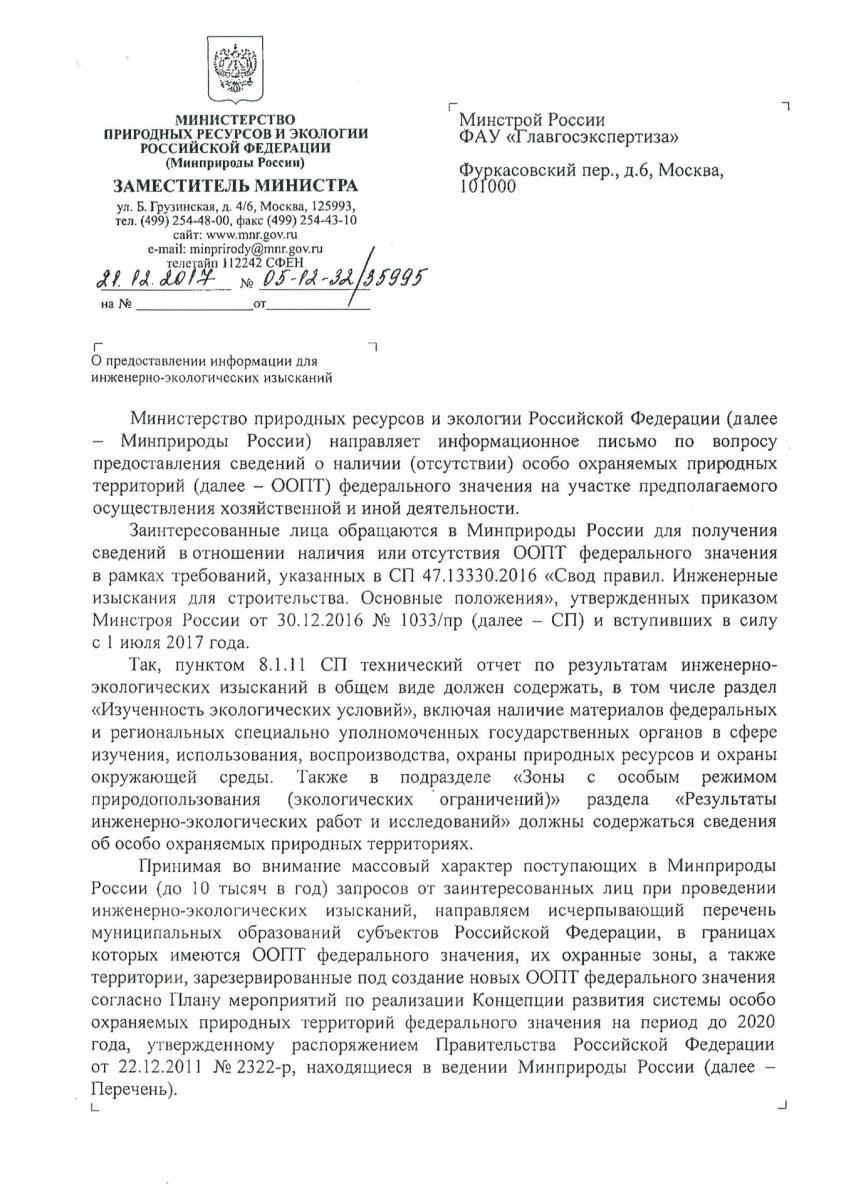 МИНИСТЕРСТВО
ПРИРОДНЫХ РЕСУРСОВ И ЭКОЛОГИИ
РОССИЙСКОЙ ФЕДЕРАЦИИ
(Минприроды России)
ЗАМЕСТИТЕЛЬ МИНИСТРА
ул. Б. Грузинская, д. 4/6, Москва, 125993,
тел. (499) 254-48-00, факс (499) 254-43-10
сайт: www.mnr.gov.ru
e-mail: minprirody@mnr.gov.ru
телетайп 112242 СФЕН
21.12.2017 № 05-12-32/35995
на № от
Минстрой России
ФАУ «Главгосэкспертиза»
Фуркасовский пер., д.6, Москва,
101000
О предоставлении информации для
инженерно-экологических изысканий
Министерство природных ресурсов и экологии Российской Федерации (далее
– Минприроды России) направляет информационное письмо по вопросу
предоставления сведений о наличии (отсутствии) особо охраняемых природных
территорий (далее – ООПТ) федерального значения на участке предполагаемого
осуществления хозяйственной и иной деятельности.
Заинтересованные лица обращаются в Минприроды России для получения
сведений в отношении наличия или отсутствия ООПТ федерального значения
в рамках требований, указанных в СП 47.13330.2016 «Свод правил. Инженерные
изыскания для строительства. Основные положения», утвержденных приказом
Минстроя России от 30.12.2016 № 1033/пр (далее – СП) и вступивших в силу
с 1 июля 2017 года.
Так, пунктом 8.1.11 СП технический отчет по результатам инженерно-
экологических изысканий в общем виде должен содержать, в том числе раздел
«Изученность экологических условий», включая наличие материалов федеральных
и региональных специально уполномоченных государственных органов в сфере
изучения, использования, воспроизводства, охраны природных ресурсов и охраны
окружающей среды. Также в подразделе «Зоны с особым режимом
природопользования (экологических ограничений)» раздела «Результаты
инженерно-экологических работ и исследований» должны содержаться сведения
об особо охраняемых природных территориях.
Принимая во внимание массовый характер поступающих в Минприроды
России (до 10 тысяч в год) запросов от заинтересованных лиц при проведении
инженерно-экологических изысканий, направляем исчерпывающий перечень
муниципальных образований субъектов Российской Федерации, в границах
которых имеются ООПТ федерального значения, их охранные зоны, а также
территории, зарезервированные под создание новых ООПТ федерального значения
согласно Плану мероприятий по реализации Концепции развития системы особо
охраняемых природных территорий федерального значения на период до 2020
года, утвержденному распоряжением Правительства Российской Федерации
от 22.12.2011 № 2322-р, находящиеся в ведении Минприроды России (далее –
Перечень).